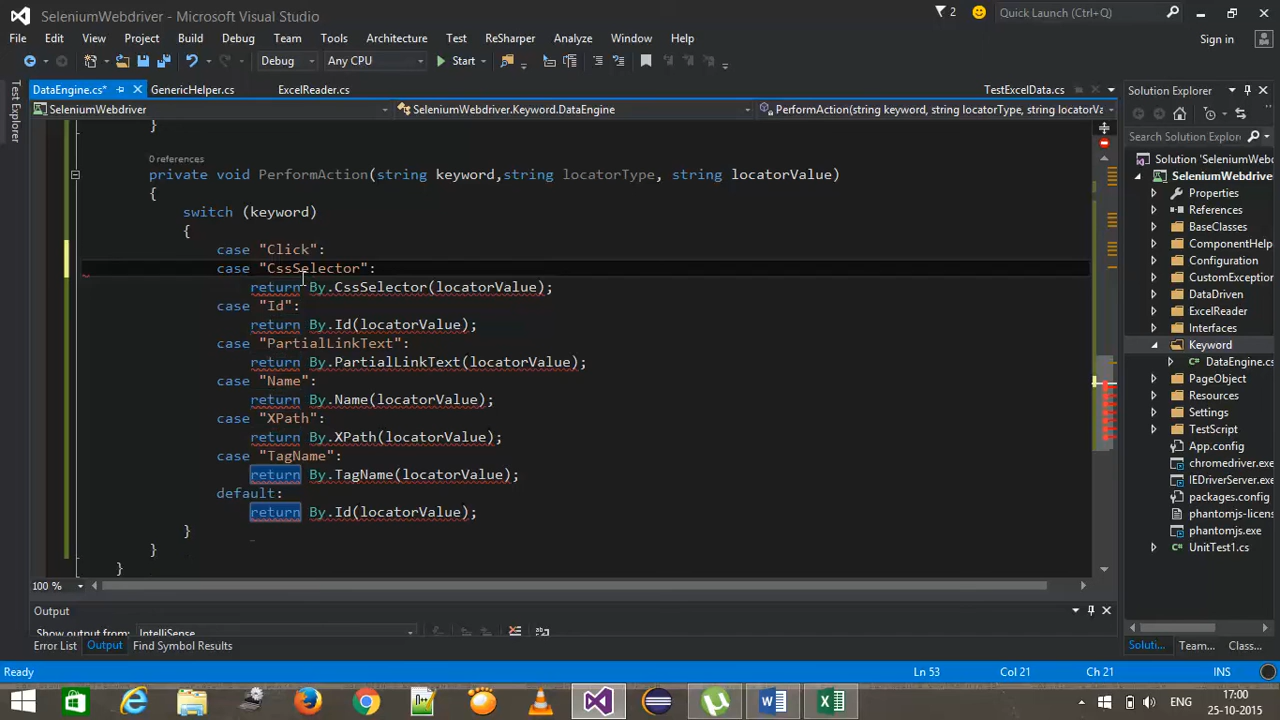 SeleniumWebdriver - Microsoft Visual Studio
2
Quick Launch (Ctrl+Q)
File Edit View Project Build Debug Team Tools Architecture Test ReSharper Analyze Window Help
Sign in
Debug Any CPU Start
DataEngine.cs* GenericHelper.cs ExcelReader.cs TestExcelData.cs
Solution Explorer
SeleniumWebdriver SeleniumWebdriver.Keyword.DataEngine PerformAction(string keyword, string locatorType, string locatorVa
Test Explorer
Search Solution Explorer
}
0 references
private void PerformAction(string keyword,string locatorType, string locatorValue)
{
switch (keyword)
{
case "Click":
case "CssSelector":
return By.CssSelector(locatorValue);
case "Id":
return By.Id(locatorValue);
case "PartialLinkText":
return By.PartialLinkText(locatorValue);
case "Name":
return By.Name(locatorValue);
case "XPath":
return By.XPath(locatorValue);
case "TagName":
return By.TagName(locatorValue);
default:
return By.Id(locatorValue);
}
}
}
Solution 'SeleniumWebd
SeleniumWebdriver
Properties
References
BaseClasses
ComponentHelpe
Configuration
CustomException
DataDriven
ExcelReader
Interfaces
Keyword
DataEngine.cs
PageObject
Resources
Settings
TestScript
App.config
chromedriver.exe
IEDriverServer.exe
packages.config
phantomjs-licens
phantomjs.exe
UnitTest1.cs
100 %
Output
Show output from: IntelliSense
Error List Output Find Symbol Results
Soluti... Team... Class...
Ready Ln 53 Col 21 Ch 21 INS
17:00
25-10-2015